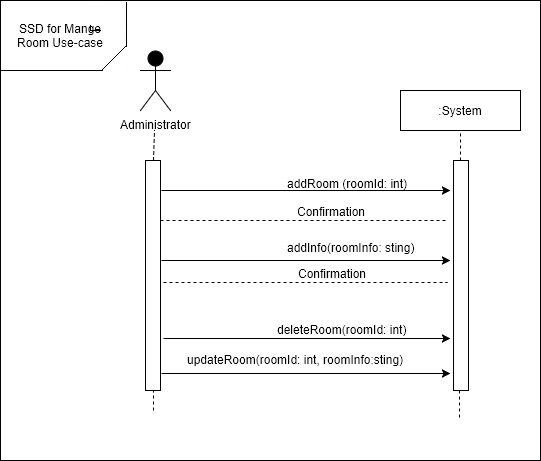 SSD for Mange
Room Use-case
Administrator
:System
addRoom (roomId: int)
Confirmation
addInfo(roomInfo: sting)
Confirmation
deleteRoom(roomId: int)
updateRoom(roomId: int, roomInfo:sting)